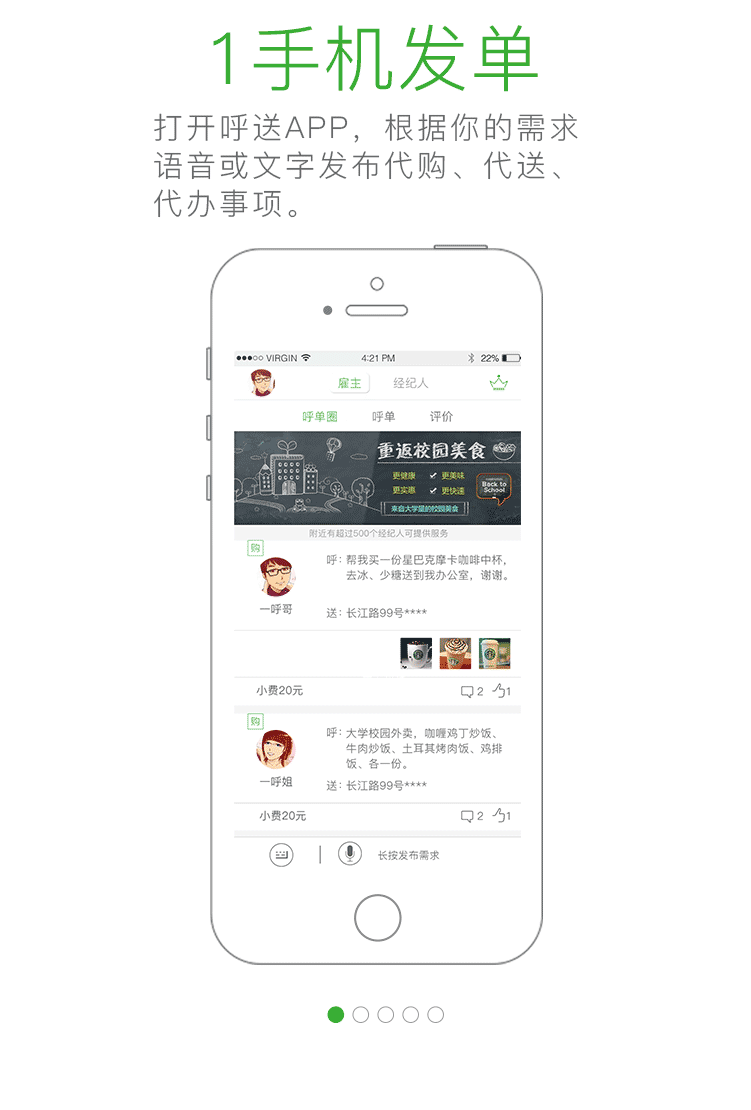 1手机发单
打开呼送APP，根据你的需求
语音或文字发布代购、代送、
代办事项。
VIRGIN
4:21 PM
22%
雇主
经纪人
呼单圈
呼单
评价
重返校园美食
更健康
更美味
更实惠
更快速
Back to
School
来自大学里的校园美食
附近有超过500个经纪人可提供服务
购
呼：帮我买一份星巴克摩卡咖啡中杯，
去冰、少糖送到我办公室，谢谢。
一呼哥
送：长江路99号****
小费20元
2
1
购
呼：大学校园外卖，咖喱鸡丁炒饭、
牛肉炒饭、土耳其烤肉饭、鸡排
饭、各一份。
一呼姐
送：长江路99号****
小费20元
2
1
长按发布需求